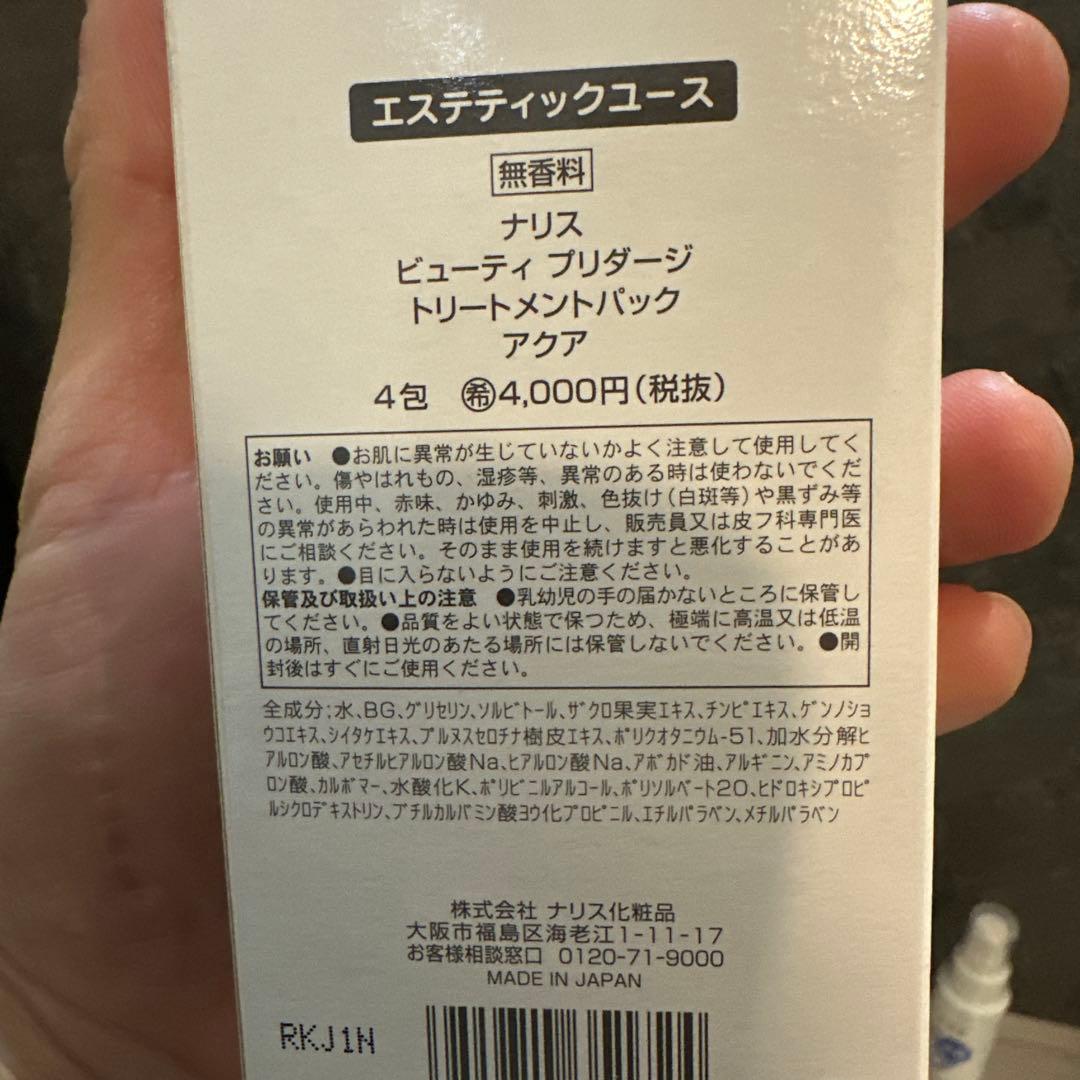 エステティックユース
無香料
ナリス
ビューティ プリダージ
トリートメントパック
アクア
4包 ㊗4,000円(税抜)
お願い ●お肌に異常が生じていないかよく注意して使用してく
ださい。傷やはれもの、湿疹等、異常のある時は使わないでくだ
さい。使用中、赤味、かゆみ、刺激、色抜け(白斑等)や黒ずみ等
の異常があらわれた時は使用を中止し、販売員又は皮フ科専門医
にご相談ください。そのまま使用を続けますと悪化することがあ
ります。●目に入らないようにご注意ください。
保管及び取扱い上の注意 ●乳幼児の手の届かないところに保管し
てください。●品質をよい状態で保つため、極端に高温又は低温
の場所、直射日光のあたる場所には保管しないでください。●開
封後はすぐにご使用ください。
全成分:水、BG、グリセリン、ソルビトール、ザクロ果実エキス、チンピエキス、ゲンノショ
ウコエキス、シイタケエキス、プルヌスセロチナ樹皮エキス、ポリクオタニウム-51、加水分解ヒ
アルロン酸、アセチルヒアルロン酸Na、ヒアルロン酸Na、アボカド油、アルギニン、アミノカプ
ロン酸、カルボマー、水酸化K、ポリビニルアルコール、ポリソルベート20、ヒドロキシプロピ
ルシクロデキストリン、ブチルカルバミン酸ヨウ化プロピニル、エチルパラベン、メチルパラベン
株式会社 ナリス化粧品
大阪市福島区海老江1-11-17
お客様相談窓口 0120-71-9000
MADE IN JAPAN
RKJ1N